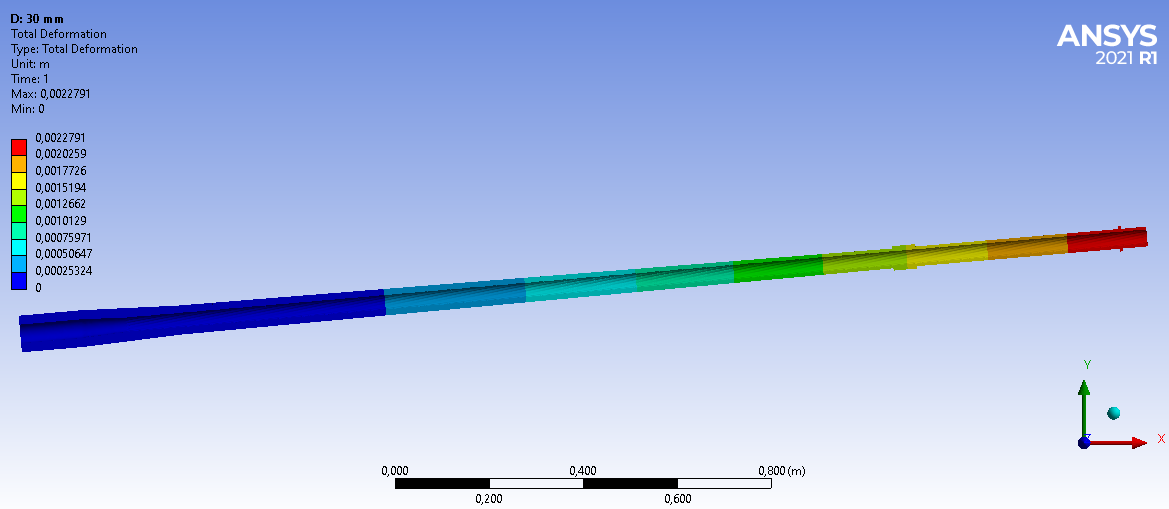 D: 30 mm
Total Deformation
Type: Total Deformation
Unit: m
Time: 1
Max: 0,0022791
Min: 0
ANSYS
2021 R1
0,0022791
0,0020259
0,0017726
0,0015194
0,0012662
0,0010129
0,00075971
0,00050647
0,00025324
0
Y
Z
X
0,000 0,400 0,800 (m)
0,200 0,600